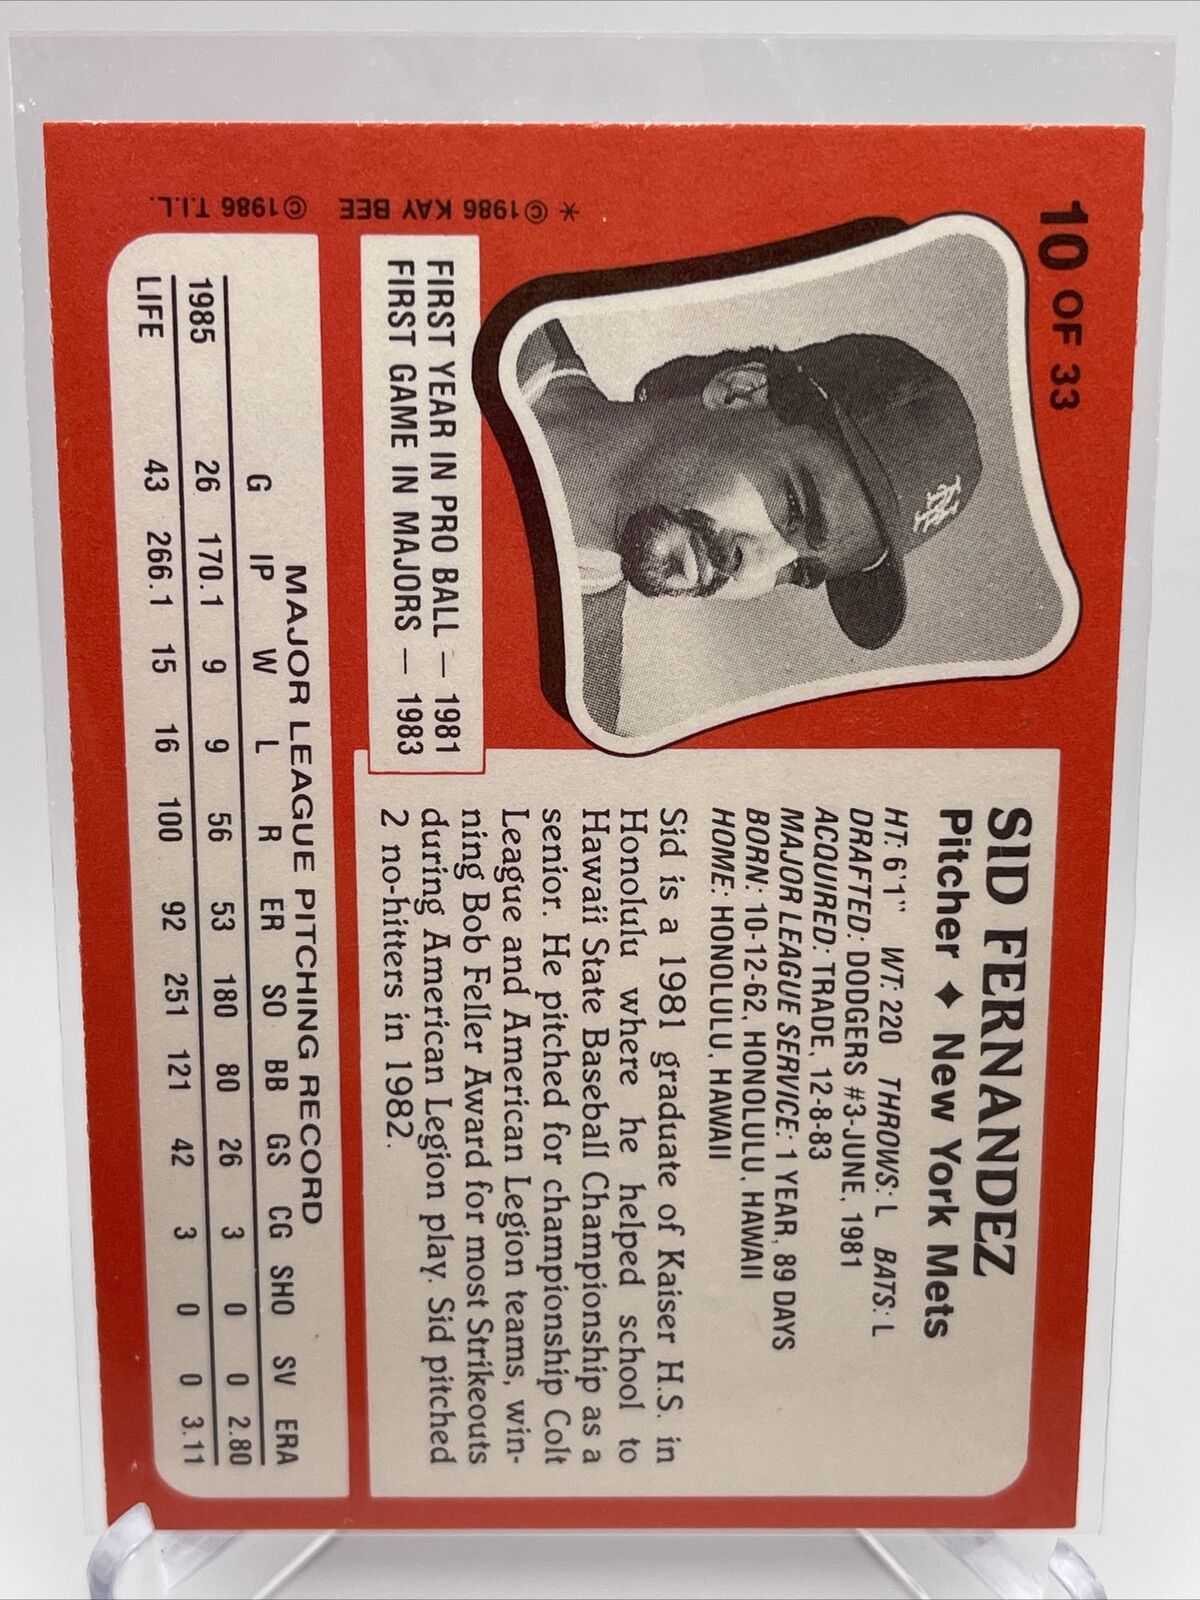 10 OF 33
SID FERNANDEZ
Pitcher ♦ New York Mets
HT: 6'1" WT: 220 THROWS: L BATS: L
DRAFTED: DODGERS #3-JUNE, 1981
ACQUIRED: TRADE, 12-8-83
MAJOR LEAGUE SERVICE: 1 YEAR, 89 DAYS
BORN: 10-12-62, HONOLULU, HAWAII
HOME: HONOLULU, HAWAII
Sid is a 1981 graduate of Kaiser H.S. in
Honolulu where he helped school to
Hawaii State Baseball Championship as a
senior. He pitched for championship Colt
League and American Legion teams, win-
ning Bob Feller Award for most Strikeouts
during American Legion play. Sid pitched
2 no-hitters in 1982.
NY
FIRST YEAR IN PRO BALL — 1981
FIRST GAME IN MAJORS — 1983
MAJOR LEAGUE PITCHING RECORD
G IP W L R ER SO BB GS CG SHO SV ERA
1985 26 170.1 9 9 56 53 180 80 26 3 0 0 2.80
LIFE 43 266.1 15 16 100 92 251 121 42 3 0 0 3.11
* © 1986 KAY BEE © 1986 T.I.L.